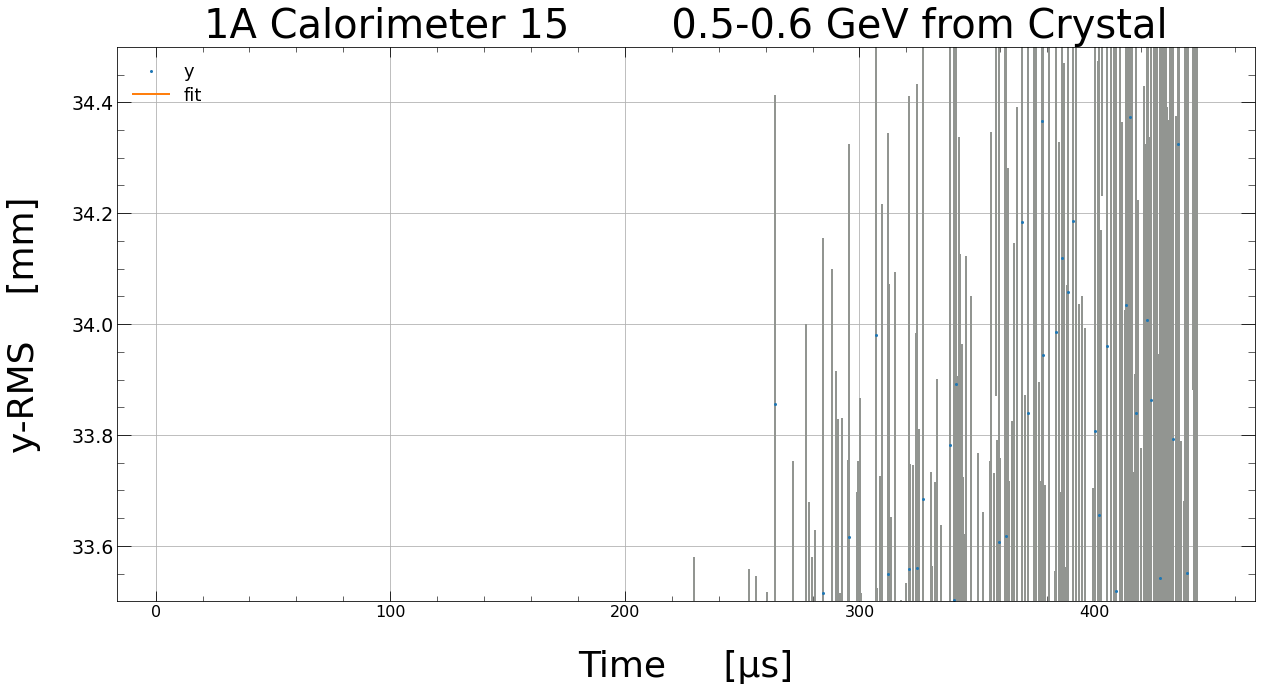 1A Calorimeter 15 0.5-0.6 GeV from Crystal
y
fit
34.4
34.2
34.0
33.8
33.6
y-RMS [mm]
0 100 200 300 400
Time [μs]